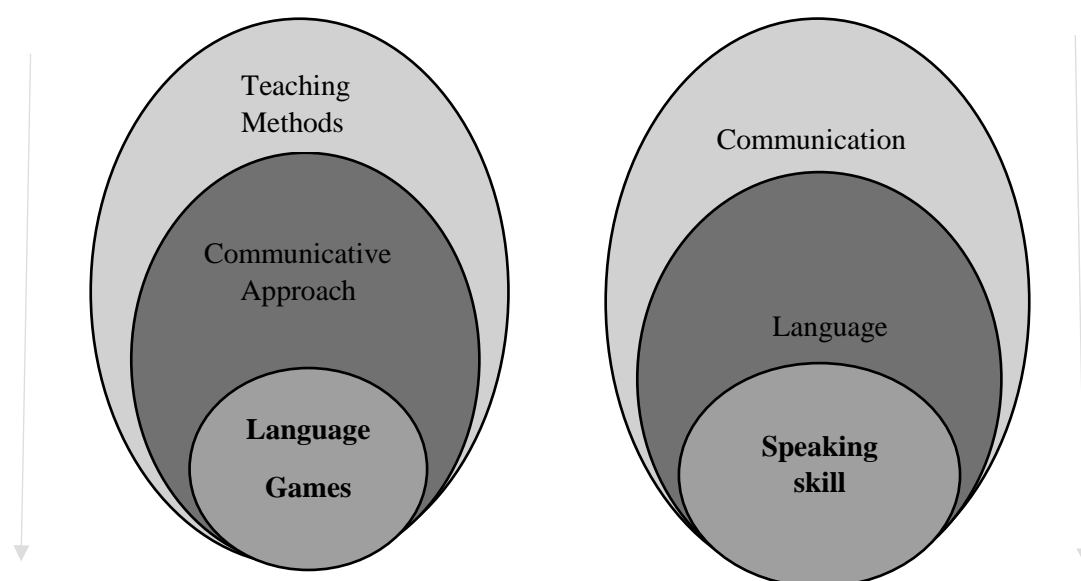 Teaching
Methods
Communicative
Approach
Language
Games
Communication
Language
Speaking
skill